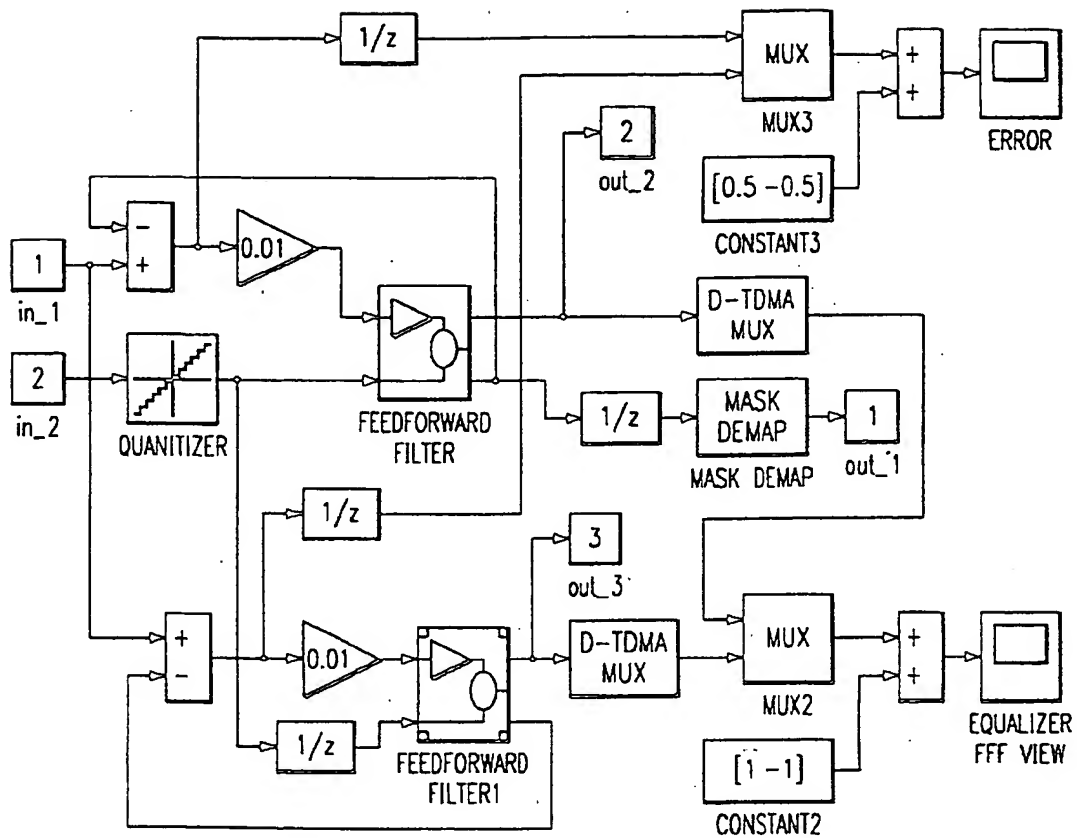 1/z
MUX
MUX3
+
+
ERROR
2
out_2
[0.5 -0.5]
CONSTANT3
-
+
0.01
1
in_1
2
in_2
QUANITIZER
FEEDFORWARD
FILTER
D-TDMA
MUX
1/z
MASK
DEMAP
MASK DEMAP
1
out_1
1/z
3
out_3
+
-
0.01
1/z
FEEDFORWARD
FILTER1
D-TDMA
MUX
MUX
MUX2
+
+
EQUALIZER
FFF VIEW
[1 -1]
CONSTANT2